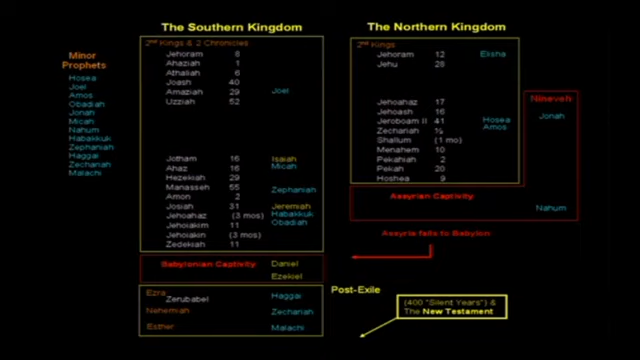 The Southern Kingdom
The Northern Kingdom
Minor
Prophets
Hosea
Joel
Amos
Obadiah
Jonah
Micah
Nahum
Habakkuk
Zephaniah
Haggai
Zechariah
Malachi
2nd Kings & 2 Chronicles
Jehoram 8
Ahaziah 1
Athaliah 6
Joash 40
Amaziah 29 Joel
Uzziah 52
Jotham 16 Isaiah
Ahaz 16 Micah
Hezekiah 29
Manasseh 55 Zephaniah
Amon 2
Josiah 31 Jeremiah
Jehoahaz (3 mos) Habakkuk
Jehoiakim 11 Obadiah
Jehoiakin (3 mos)
Zedekiah 11
Babylonian Captivity Daniel
Ezekiel
Ezra Haggai
Zerubabel
Nehemiah Zechariah
Esther Malachi
2nd Kings
Jehoram 12 Elisha
Jehu 28
Jehoahaz 17
Jehoash 16
Jeroboam II 41 Hosea
Zechariah ½ Amos
Shallum (1 mo)
Menahem 10
Pekahiah 2
Pekah 20
Hoshea 9
Nineveh
Jonah
Assyrian Captivity
Nahum
Assyria falls to Babylon
Post-Exile
(400 "Silent Years") &
The New Testament